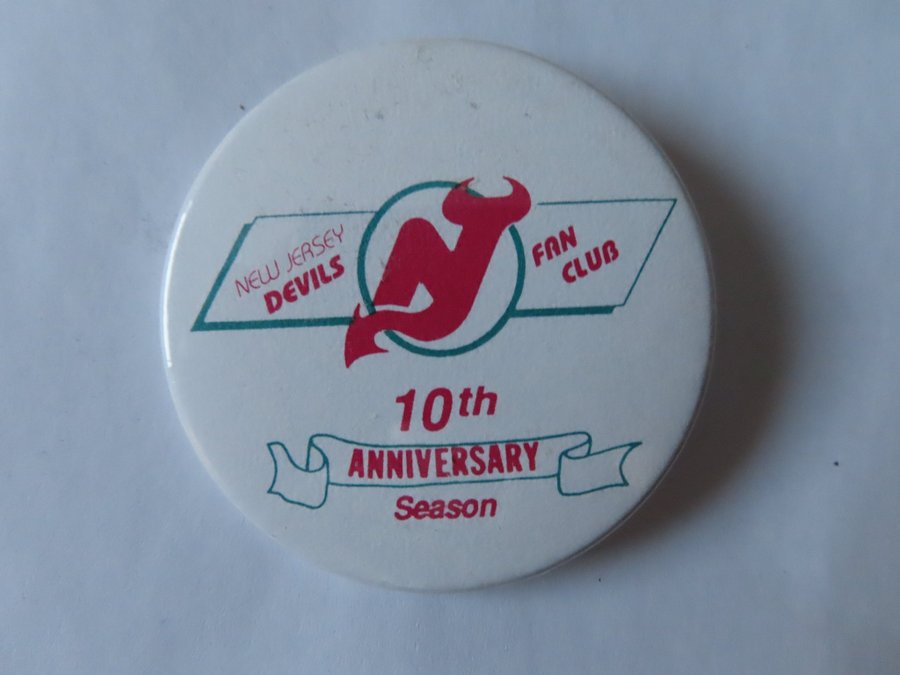 NEW JERSEY
DEVILS
FAN
CLUB
10th
ANNIVERSARY
Season